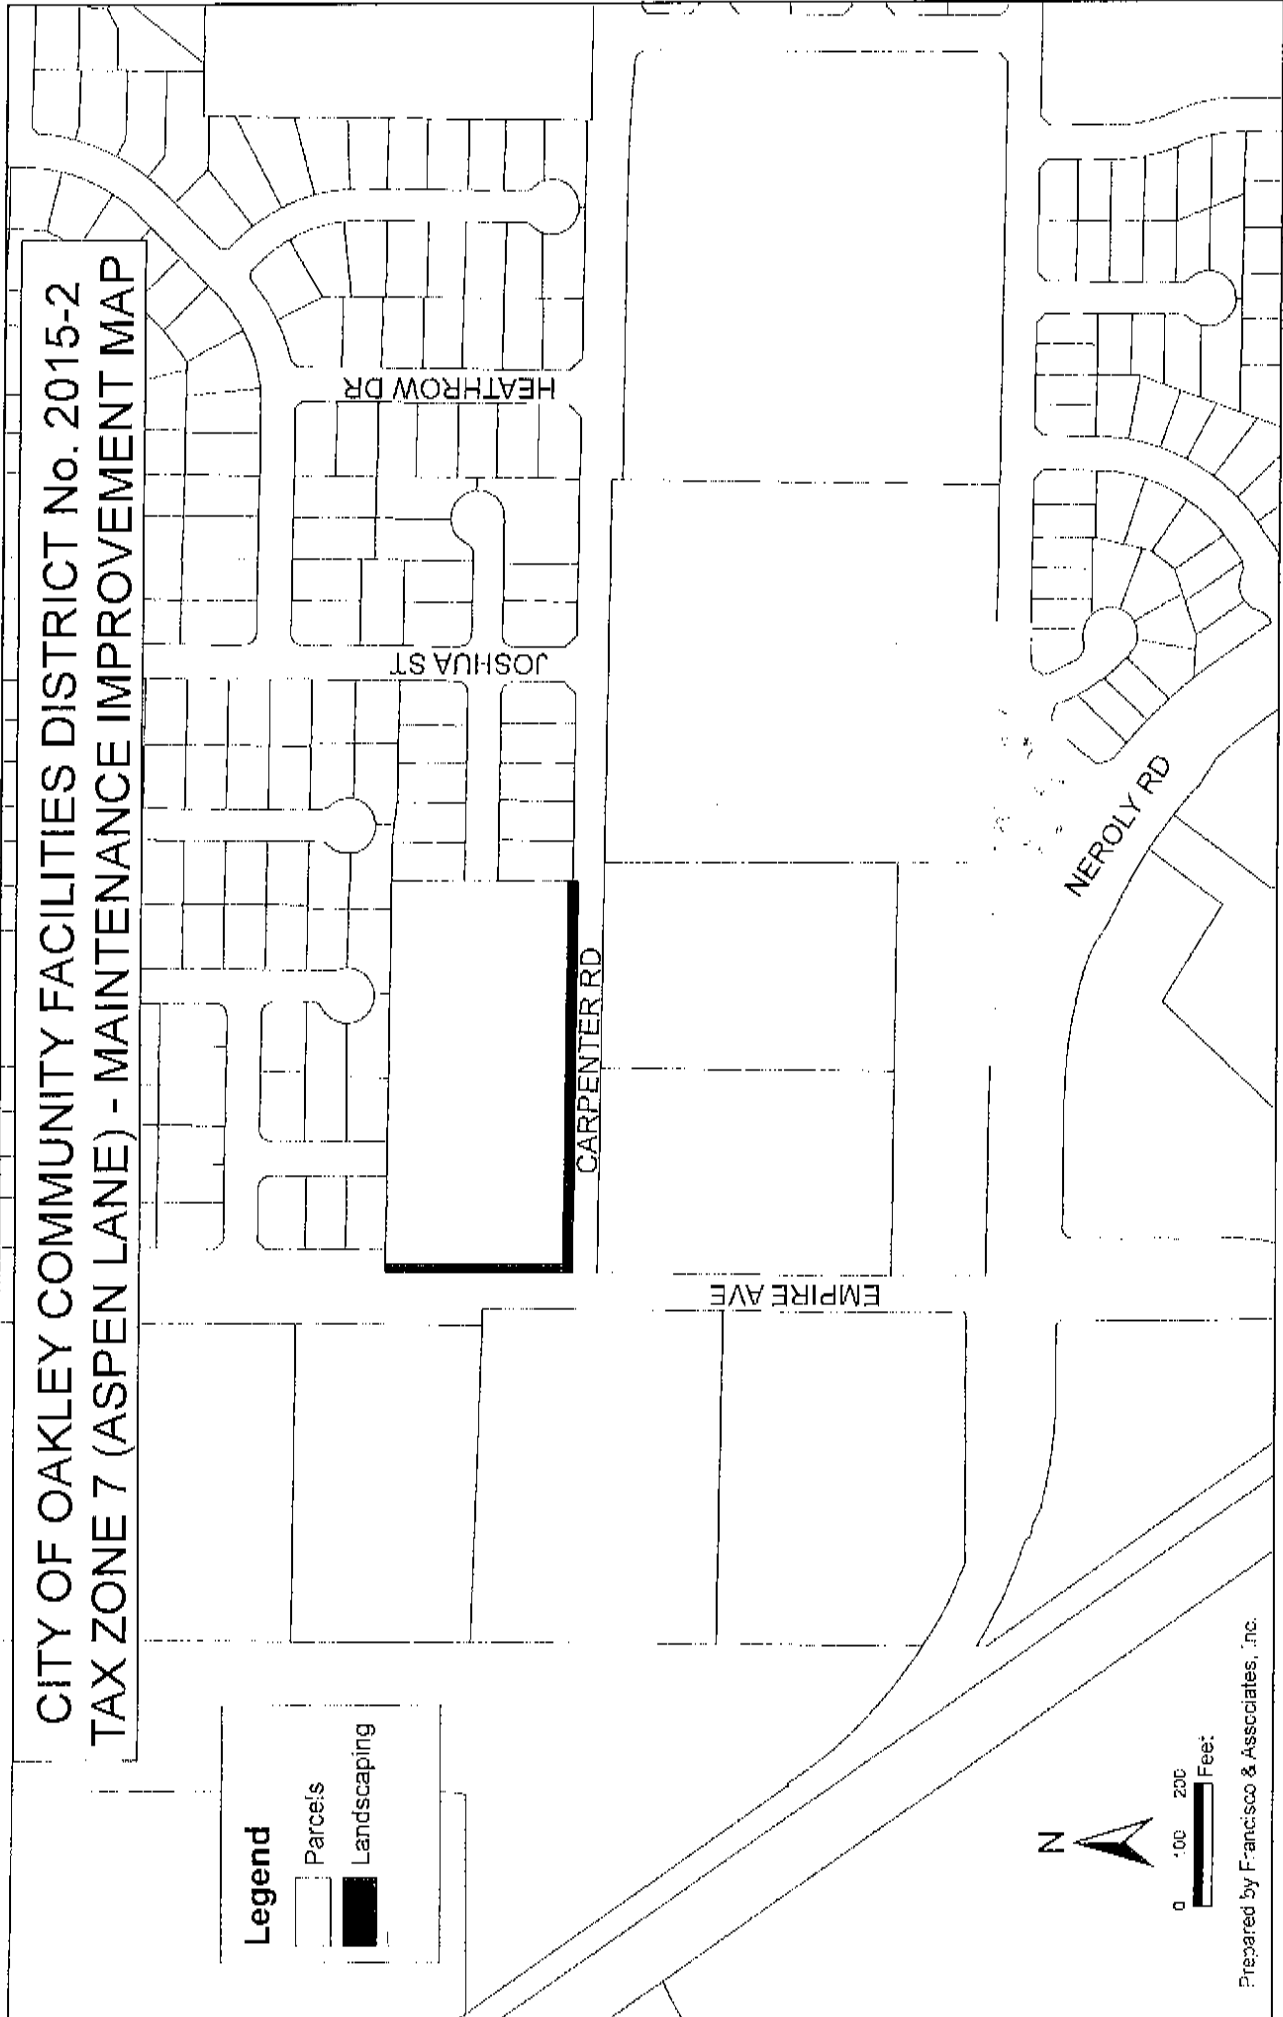 CITY OF OAKLEY COMMUNITY FACILITIES DISTRICT No. 2015-2
TAX ZONE 7 (ASPEN LANE) - MAINTENANCE IMPROVEMENT MAP
Legend
Parcels
Landscaping
HEATHROW DR
JOSHUA ST
CARPENTER RD
EMPIRE AVE
NEROLY RD
N
0 100 200
Feet
Prepared by Francisco & Associates, Inc.